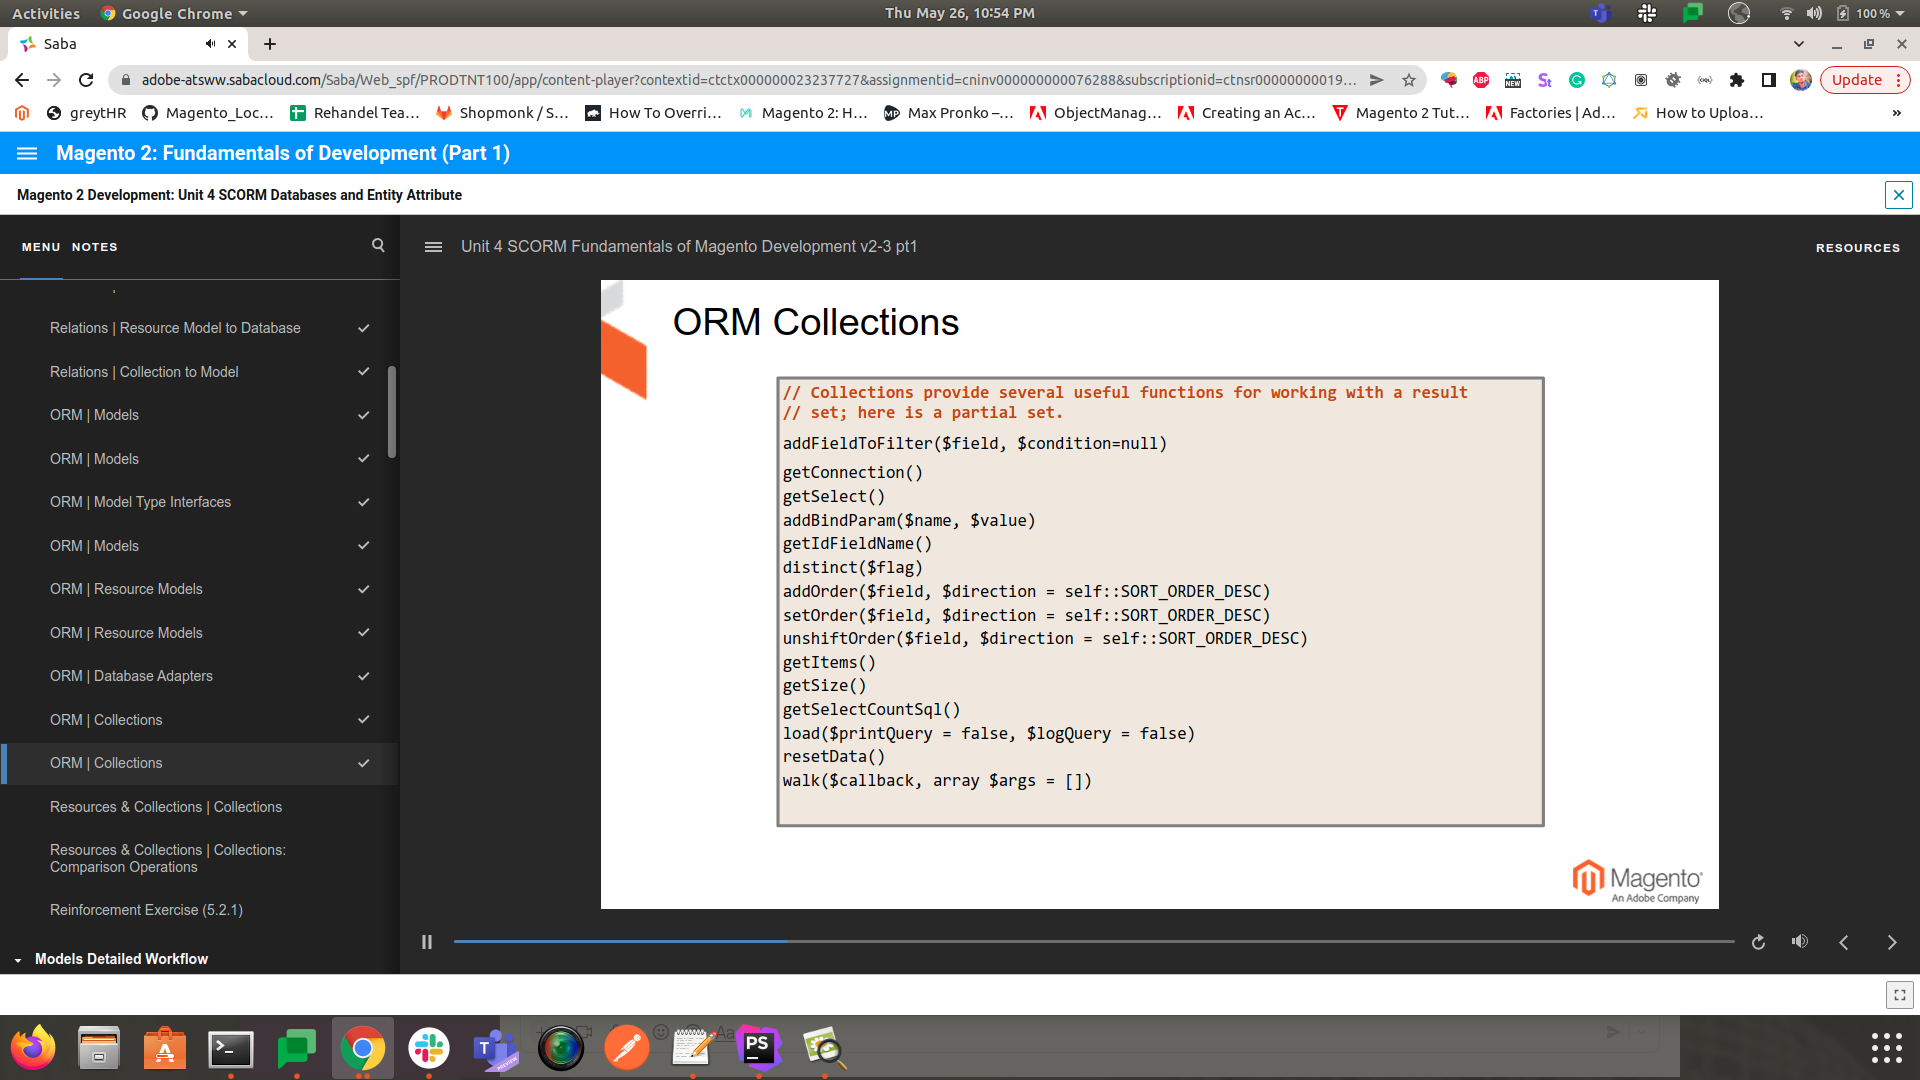 Activities
Google Chrome
Thu May 26, 10:54 PM
100 %
Saba
adobe-atsww.sabacloud.com/Saba/Web_spf/PRODTNT100/app/content-player?contextid=ctctx000000023237727&assignmentid=cninv000000000076288&subscriptionid=ctnsr00000000019...
ABP
NEW
St
Update
greytHR
Magento_Loc...
Rehandel Tea...
Shopmonk / S...
How To Overri...
Magento 2: H...
Max Pronko –...
ObjectManag...
Creating an Ac...
Magento 2 Tut...
Factories | Ad...
How to Uploa...
»
Magento 2: Fundamentals of Development (Part 1)
Magento 2 Development: Unit 4 SCORM Databases and Entity Attribute
MENU
NOTES
Unit 4 SCORM Fundamentals of Magento Development v2-3 pt1
RESOURCES
Relations | Resource Model to Database
Relations | Collection to Model
ORM | Models
ORM | Models
ORM | Model Type Interfaces
ORM | Models
ORM | Resource Models
ORM | Resource Models
ORM | Database Adapters
ORM | Collections
ORM | Collections
Resources & Collections | Collections
Resources & Collections | Collections:
Comparison Operations
Reinforcement Exercise (5.2.1)
Models Detailed Workflow
ORM Collections
// Collections provide several useful functions for working with a result
// set; here is a partial set.
addFieldToFilter($field, $condition=null)
getConnection()
getSelect()
addBindParam($name, $value)
getIdFieldName()
distinct($flag)
addOrder($field, $direction = self::SORT_ORDER_DESC)
setOrder($field, $direction = self::SORT_ORDER_DESC)
unshiftOrder($field, $direction = self::SORT_ORDER_DESC)
getItems()
getSize()
getSelectCountSql()
load($printQuery = false, $logQuery = false)
resetData()
walk($callback, array $args = [])
Magento
An Adobe Company
PS